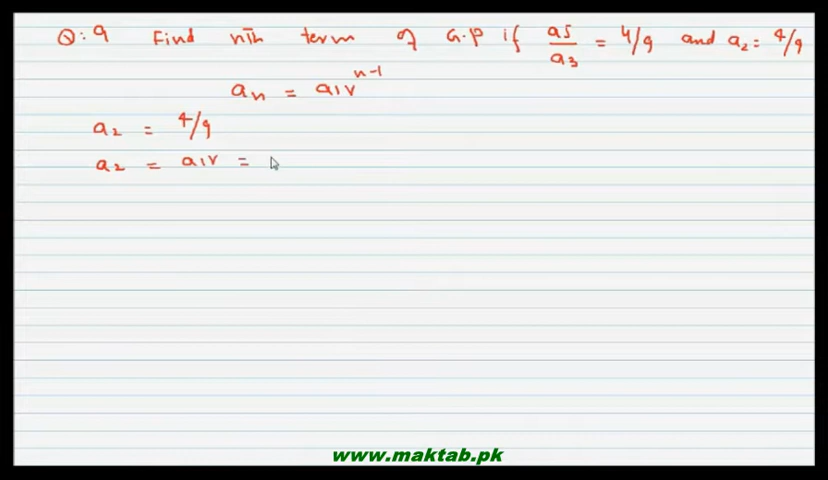 Q:9 Find nth term of G.P if a5/a3 = 4/9 and a2 = 4/9
an = a1r^n-1
a2 = 4/9
a2 = a1r =
www.maktab.pk